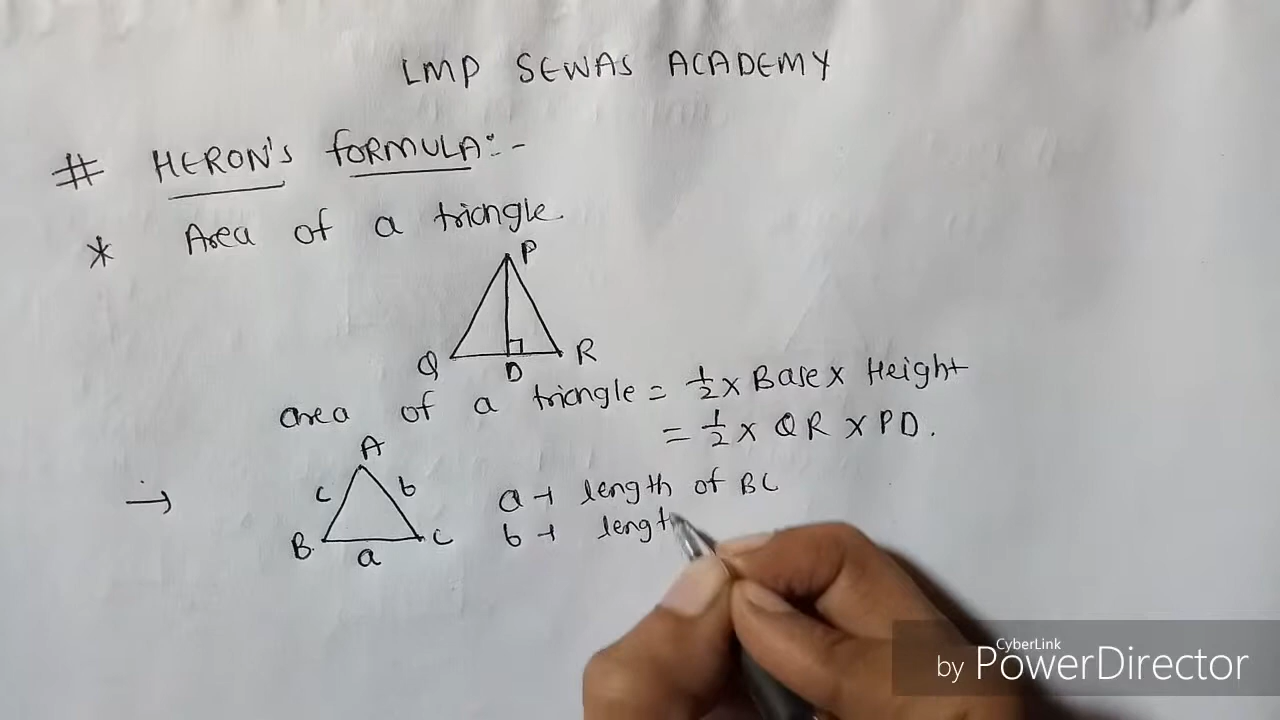 LMP SEWAS ACADEMY
# HERON'S FORMULA:-
* Area of a triangle.
P
Q D R
area of a triangle = 1/2 × Base × Height
= 1/2 × QR × PD.
A
c b
B a C
a → length of BC
b → lengt
CyberLink
by PowerDirector